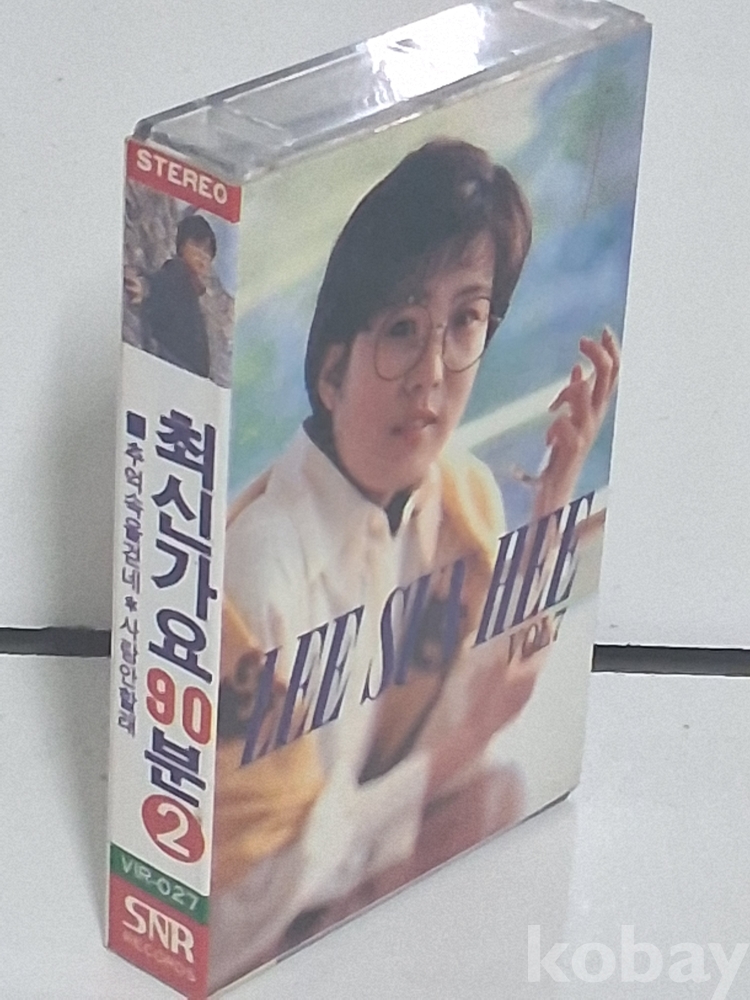 STEREO
최신가요90분2
■추억속을걷네*사랑안할래
VIR-027
SNR
RECORDS
LEE SUN HEE
VOL.7
kobay